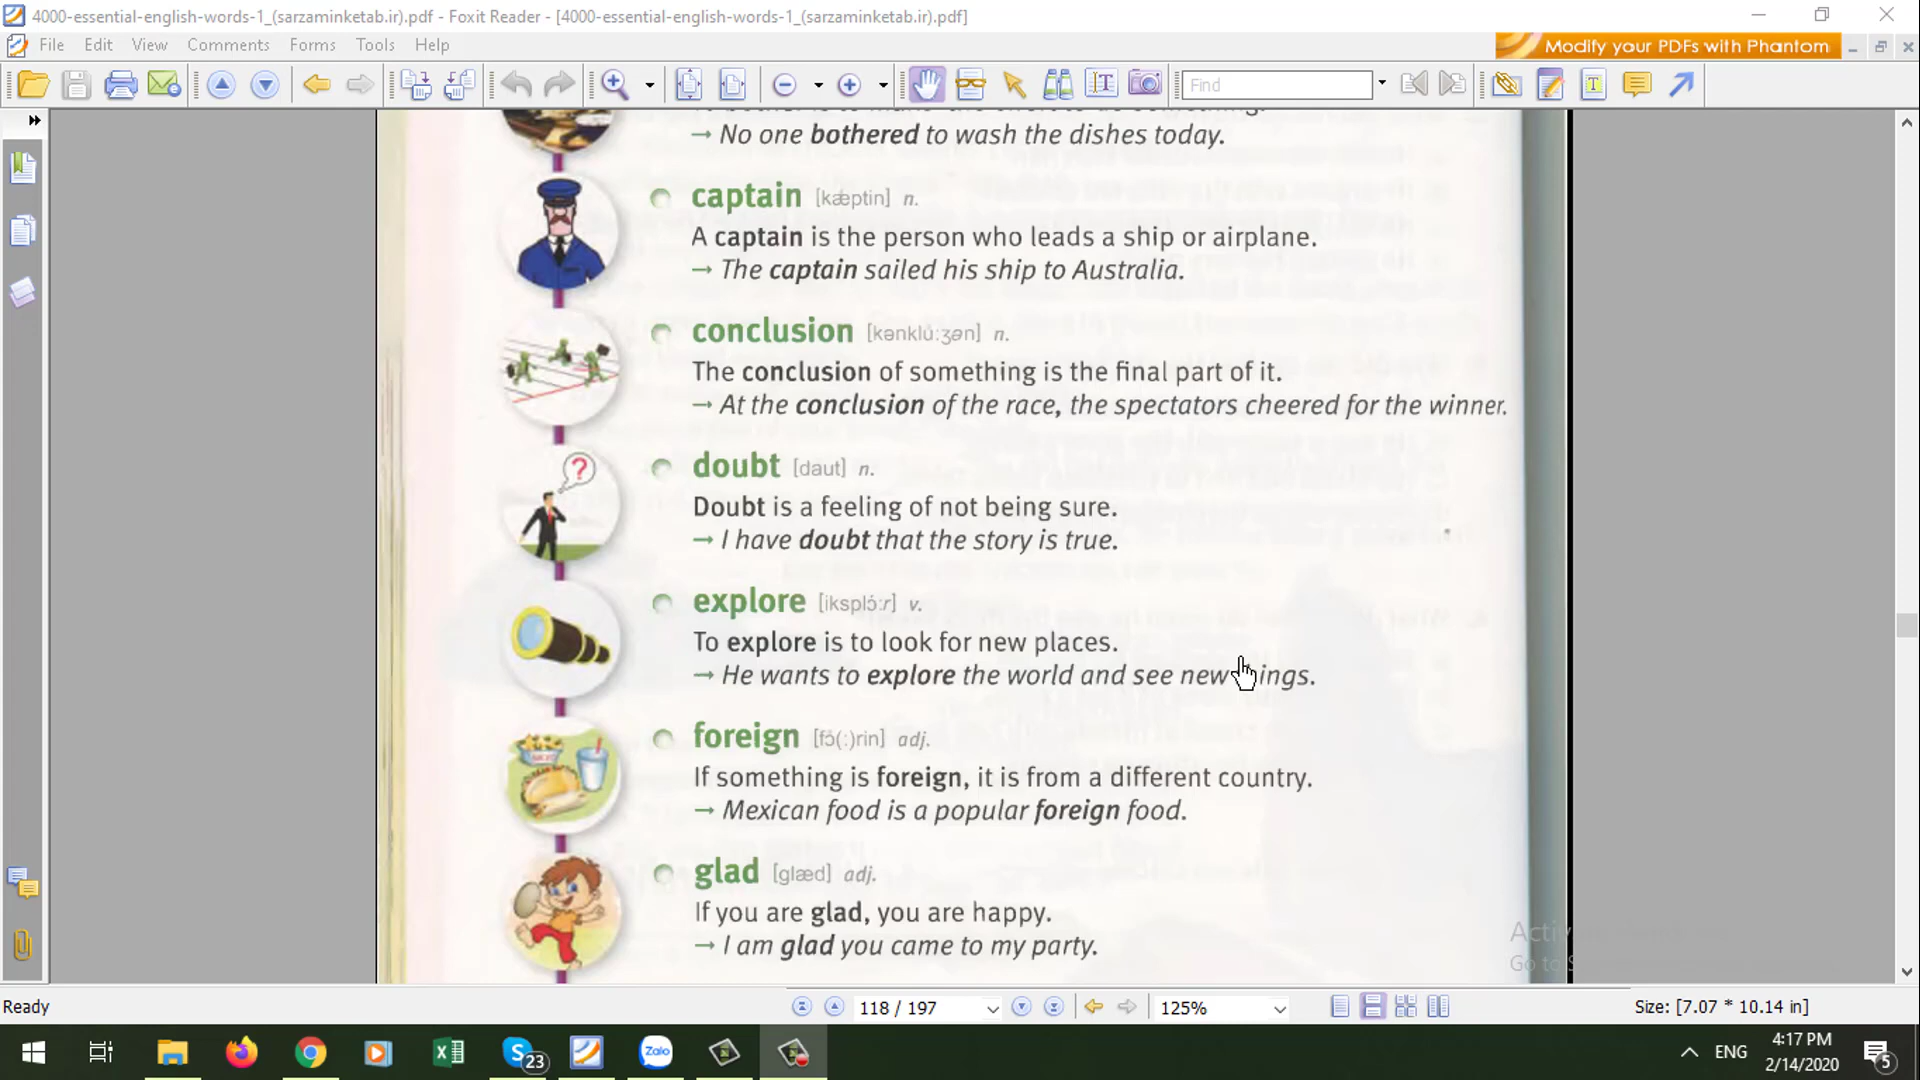 4000-essential-english-words-1_(sarzaminketab.ir).pdf - Foxit Reader - [4000-essential-english-words-1_(sarzaminketab.ir).pdf]
File Edit View Comments Forms Tools Help
Modify your PDFs with Phantom
Find
→ No one bothered to wash the dishes today.
captain [kǽptin] n.
A captain is the person who leads a ship or airplane.
→ The captain sailed his ship to Australia.
conclusion [kənklú:ʒən] n.
The conclusion of something is the final part of it.
→ At the conclusion of the race, the spectators cheered for the winner.
?
doubt [daut] n.
Doubt is a feeling of not being sure.
→ I have doubt that the story is true.
explore [iksplɔ́:r] v.
To explore is to look for new places.
→ He wants to explore the world and see new
foreign [fɔ́(:)rin] adj.
If something is foreign, it is from a different country.
→ Mexican food is a popular foreign food.
glad [glæd] adj.
If you are glad, you are happy.
→ I am glad you came to my party.
Go to
Ready
118 / 197
125%
Size: [7.07 * 10.14 in]
23
Zalo
ENG
4:17 PM
2/14/2020
5